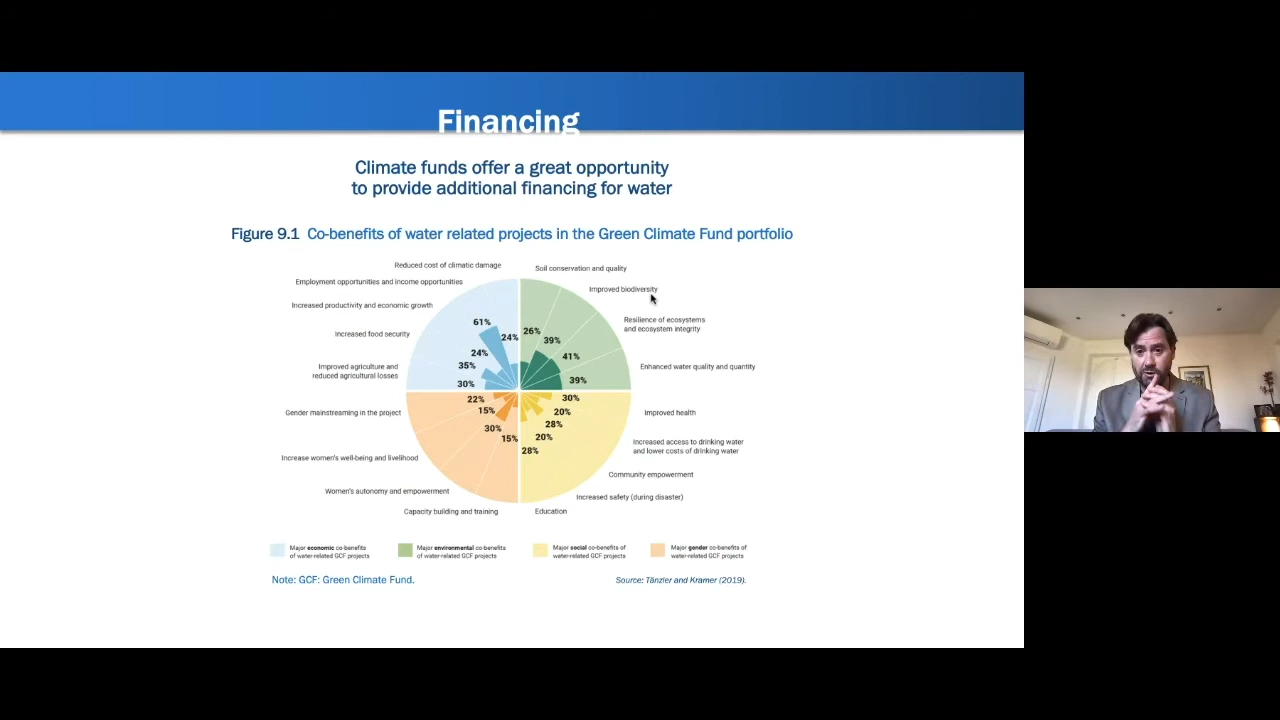 Financing
Climate funds offer a great opportunity
to provide additional financing for water
Figure 9.1 Co-benefits of water related projects in the Green Climate Fund portfolio
Reduced cost of climatic damage
Soil conservation and quality
Employment opportunities and income opportunities
Improved biodiversity
Increased productivity and economic growth
Resilience of ecosystems
and ecosystem integrity
Increased food security
Improved agriculture and
reduced agricultural losses
Enhanced water quality and quantity
61%
24%
26%
39%
24%
41%
35%
30%
39%
22%
30%
15%
20%
30%
28%
15%
20%
28%
Gender mainstreaming in the project
Improved health
Increased access to drinking water
and lower costs of drinking water
Increase women's well-being and livelihood
Community empowerment
Women's autonomy and empowerment
Increased safety (during disaster)
Capacity building and training
Education
Major economic co-benefits
of water-related GCF projects
Major environmental co-benefits
of water-related GCF projects
Major social co-benefits of
water-related GCF projects
Major gender co-benefits of
water-related GCF projects
Note: GCF: Green Climate Fund.
Source: Tänzler and Kramer (2019).